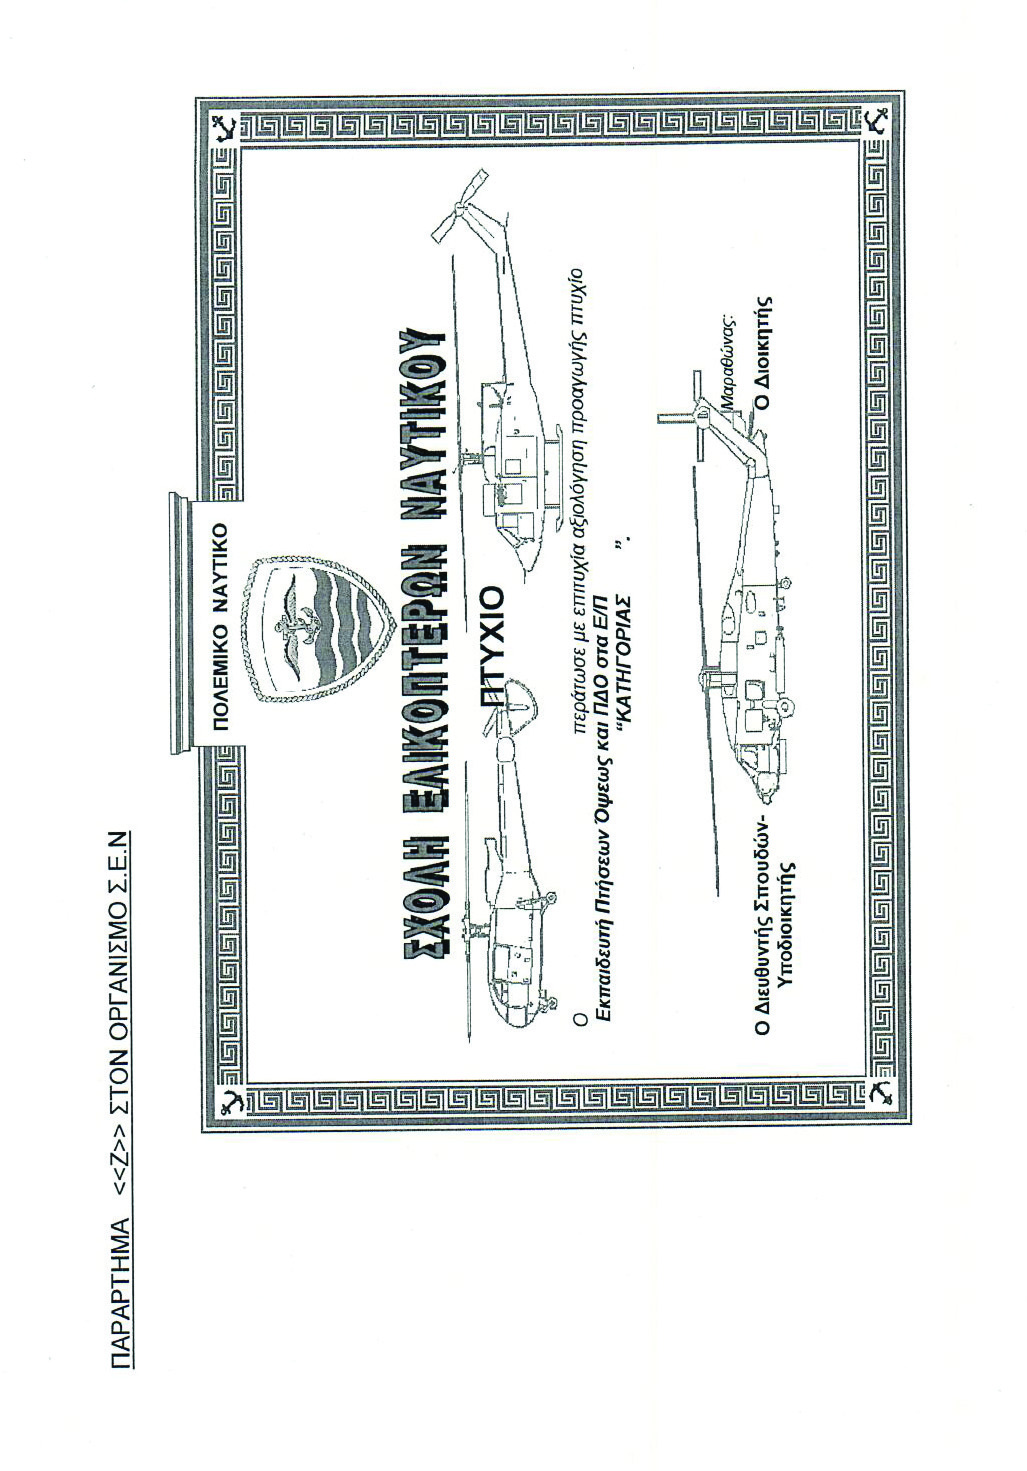 ΠΑΡΑΡΤΗΜΑ <<Ζ>> ΣΤΟΝ ΟΡΓΑΝΙΣΜΟ Σ.Ε.Ν
ΠΟΛΕΜΙΚΟ ΝΑΥΤΙΚΟ
ΣΧΟΛΗ ΕΛΙΚΟΠΤΕΡΩΝ ΝΑΥΤΙΚΟΥ
ΠΤΥΧΙΟ
Ο περάτωσε με επιτυχία αξιολόγηση προαγωγής πτυχίο
Εκπαιδευτή Πτήσεων Όψεως και ΠΔΟ στα Ε/Π
“ΚΑΤΗΓΟΡΙΑΣ ”.
Μαραθώνας:
Ο Διευθυντής Σπουδών- Ο Διοικητής
Υποδιοικητής